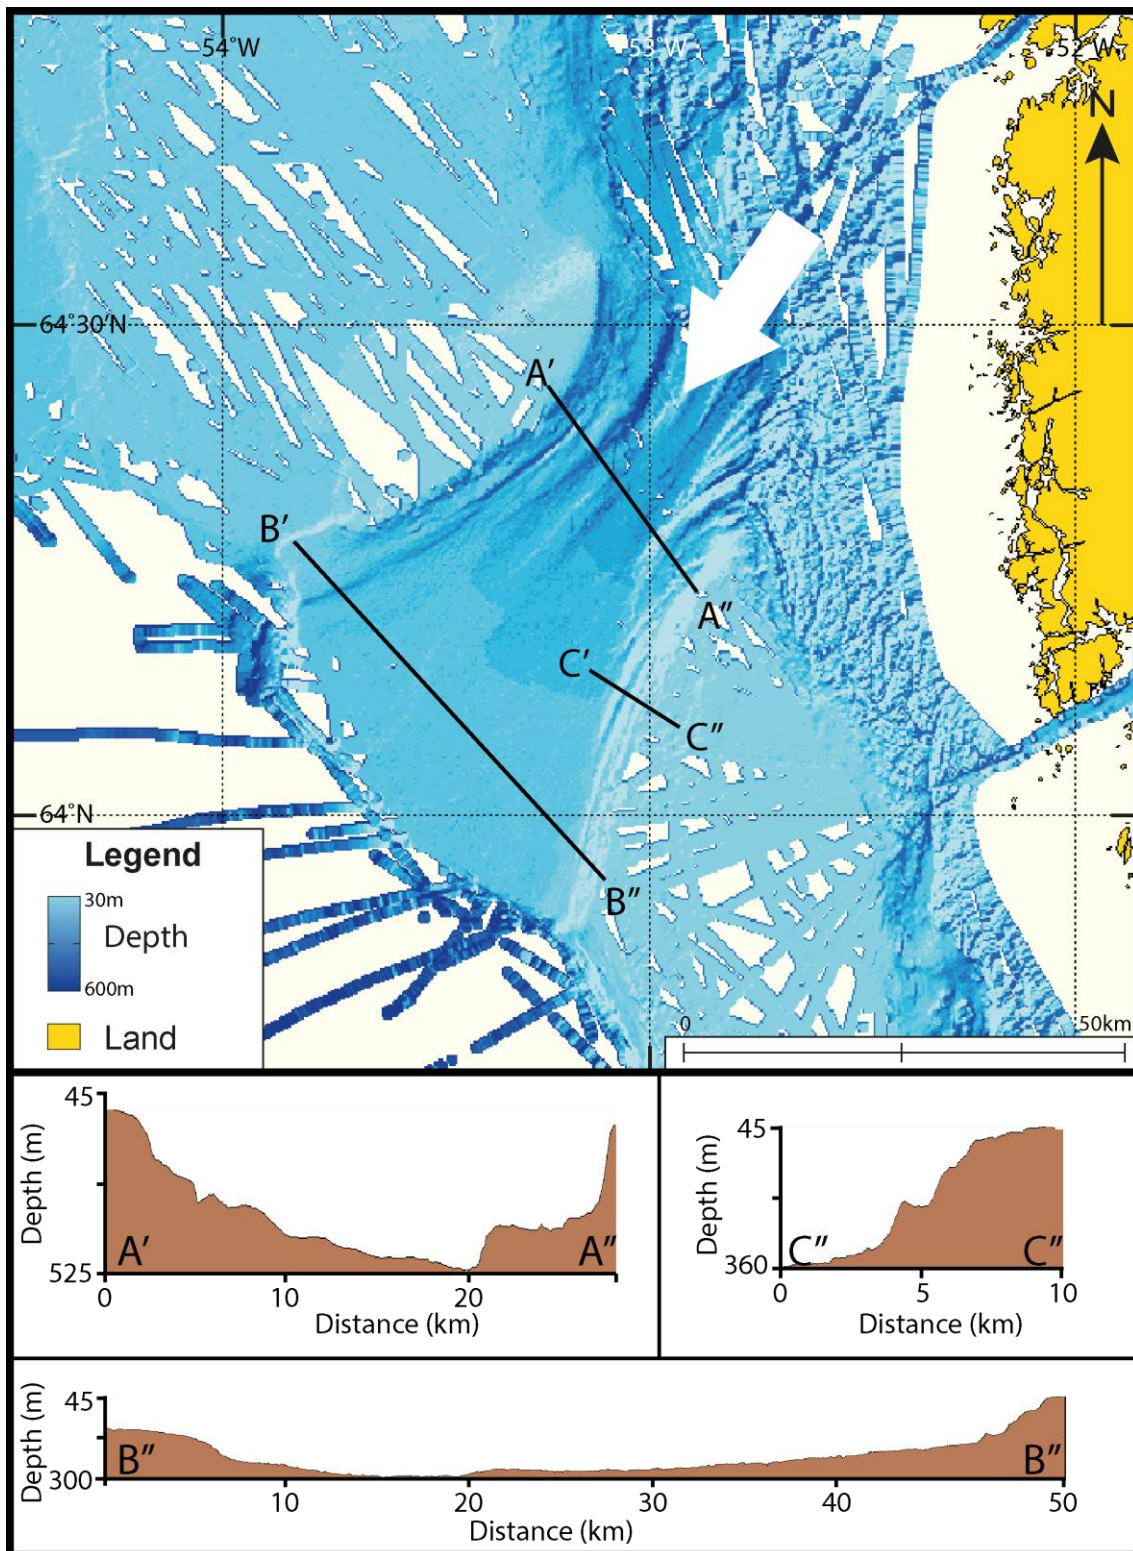 54°W
53°W
52 W
N
64°30'N
A'
B'
A"
C'
C"
64°N
B"
Legend
30m
Depth
600m
Land
0
50km
45
Depth (m)
525
A'
A"
0
10
20
Distance (km)
45
Depth (m)
360
C"
C"
0
5
10
Distance (km)
45
Depth (m)
300
B"
B"
0
10
20
30
40
50
Distance (km)